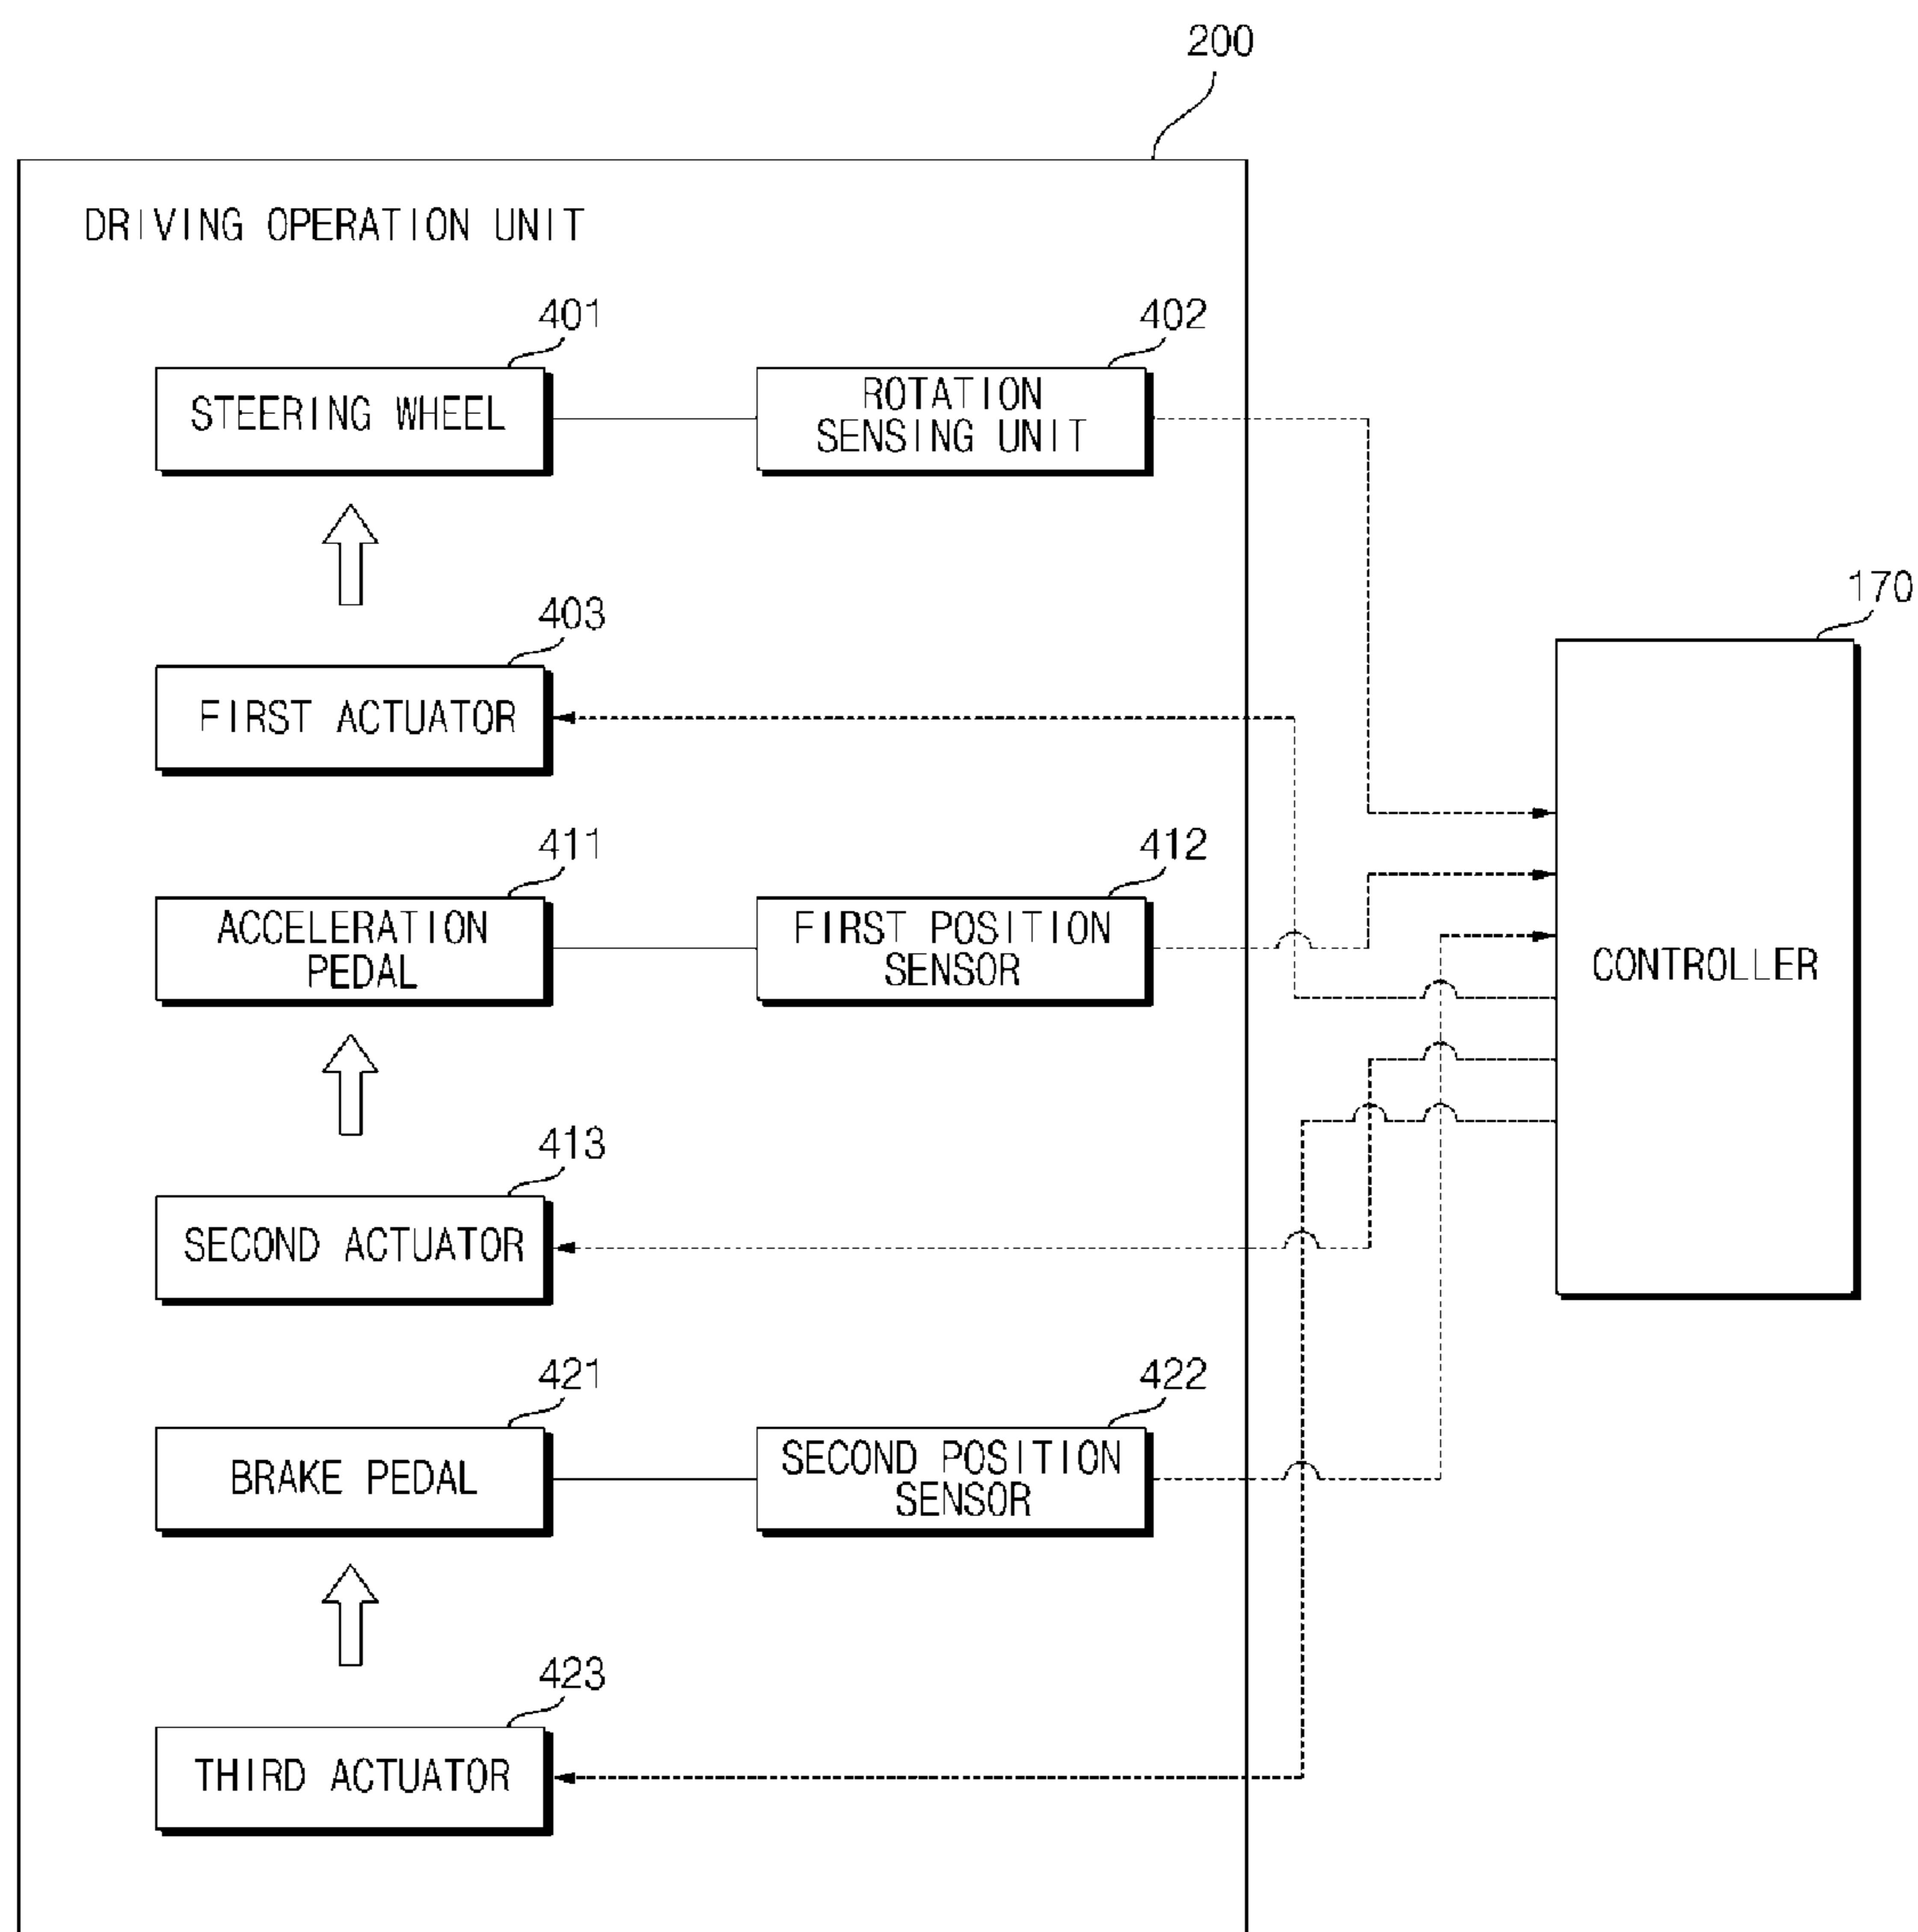 200
DRIVING OPERATION UNIT
401
402
STEERING WHEEL
ROTATION
SENSING UNIT
403
170
FIRST ACTUATOR
411
412
ACCELERATION
PEDAL
FIRST POSITION
SENSOR
CONTROLLER
413
SECOND ACTUATOR
421
422
BRAKE PEDAL
SECOND POSITION
SENSOR
423
THIRD ACTUATOR